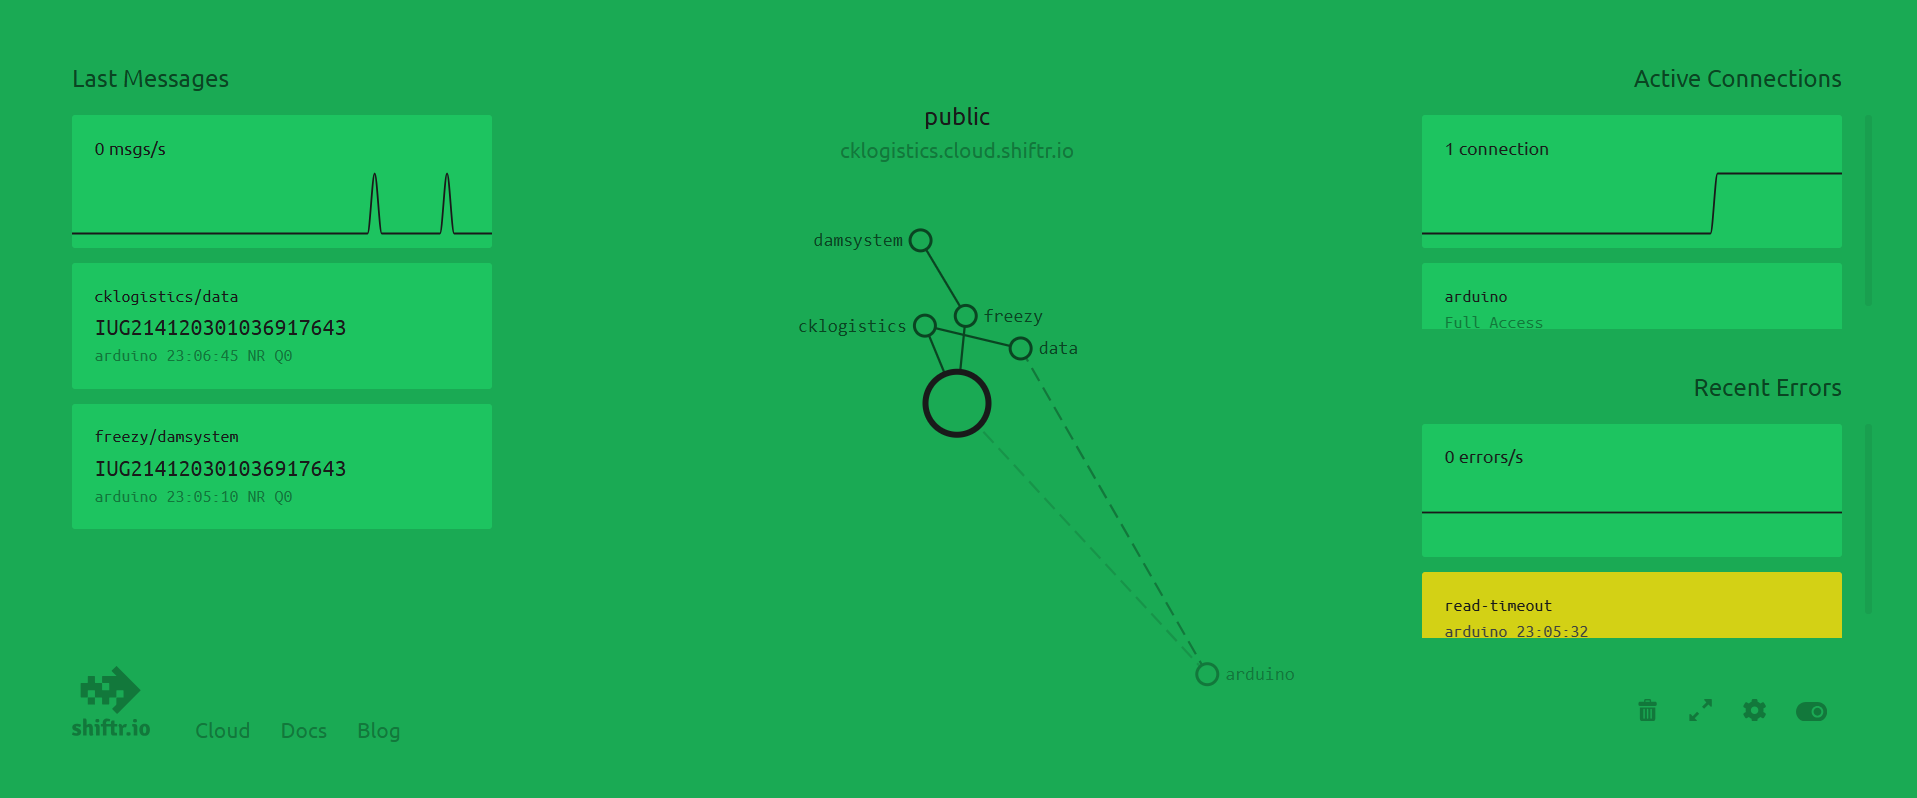 Last Messages
0 msgs/s
cklogistics/data
IUG214120301036917643
arduino 23:06:45 NR Q0
freezy/damsystem
IUG214120301036917643
arduino 23:05:10 NR Q0
public
cklogistics.cloud.shiftr.io
damsystem
freezy
cklogistics
data
arduino
Active Connections
1 connection
arduino
Full Access
Recent Errors
0 errors/s
read-timeout
arduino 23:05:32
shiftr.io
Cloud
Docs
Blog